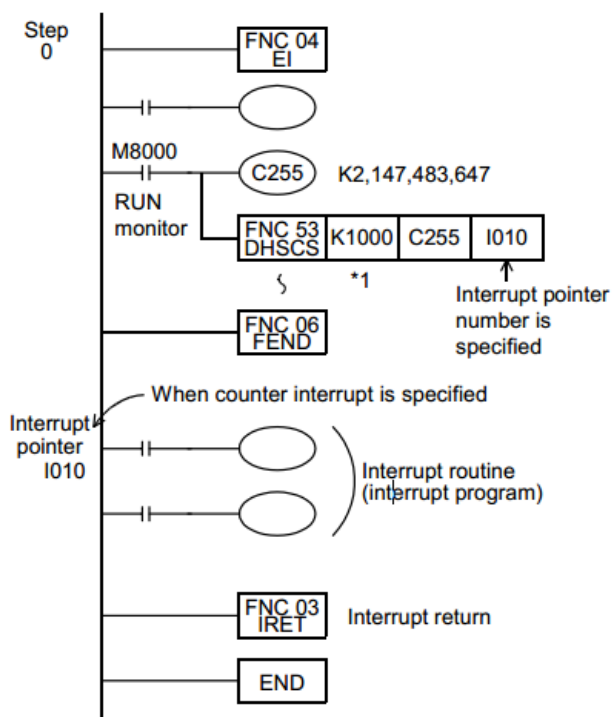 Step
0
FNC 04
EI
M8000
RUN
monitor
C255
K2,147,483,647
FNC 53
DHSCS
K1000
C255
I010
*1
Interrupt pointer
number is
specified
FNC 06
FEND
When counter interrupt is specified
Interrupt
pointer
I010
Interrupt routine
(interrupt program)
FNC 03
IRET
Interrupt return
END